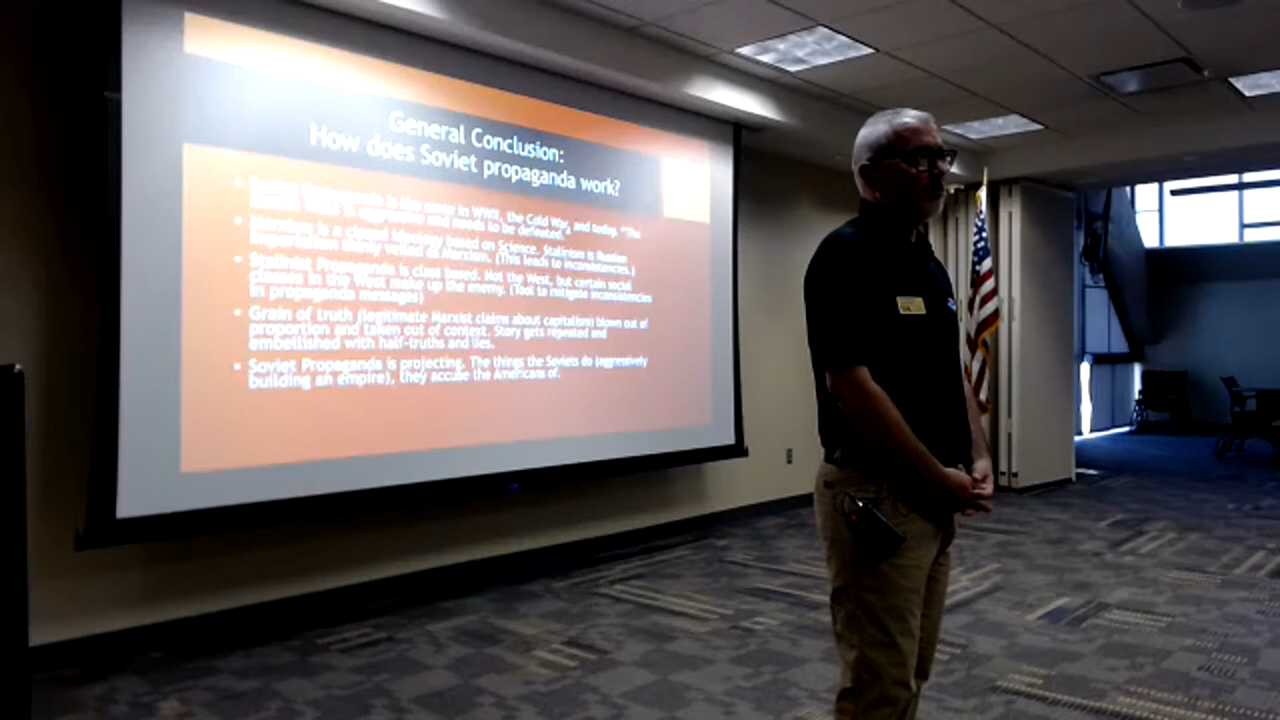 General Conclusion:
How does Soviet propaganda work?
Soviet Propaganda is the same in WWII, the Cold War, and today. "The
is aggressive and needs to be defeated."
Marxism is a closed ideology based on Science. Stalinism is Russian
Imperialism thinly veiled as Marxism. (This leads to inconsistencies.)
Stalinist Propaganda is class based. Not the West, but certain social
classes in the West make up the enemy. (Tool to mitigate inconsistencies
in propaganda messages)
Grain of truth (legitimate Marxist claims about capitalism) blown out of
proportion and taken out of context. Story gets repeated and
embellished with half-truths and lies.
Soviet Propaganda is projecting. The things the Soviets do (aggressively
building an empire), they accuse the Americans of.